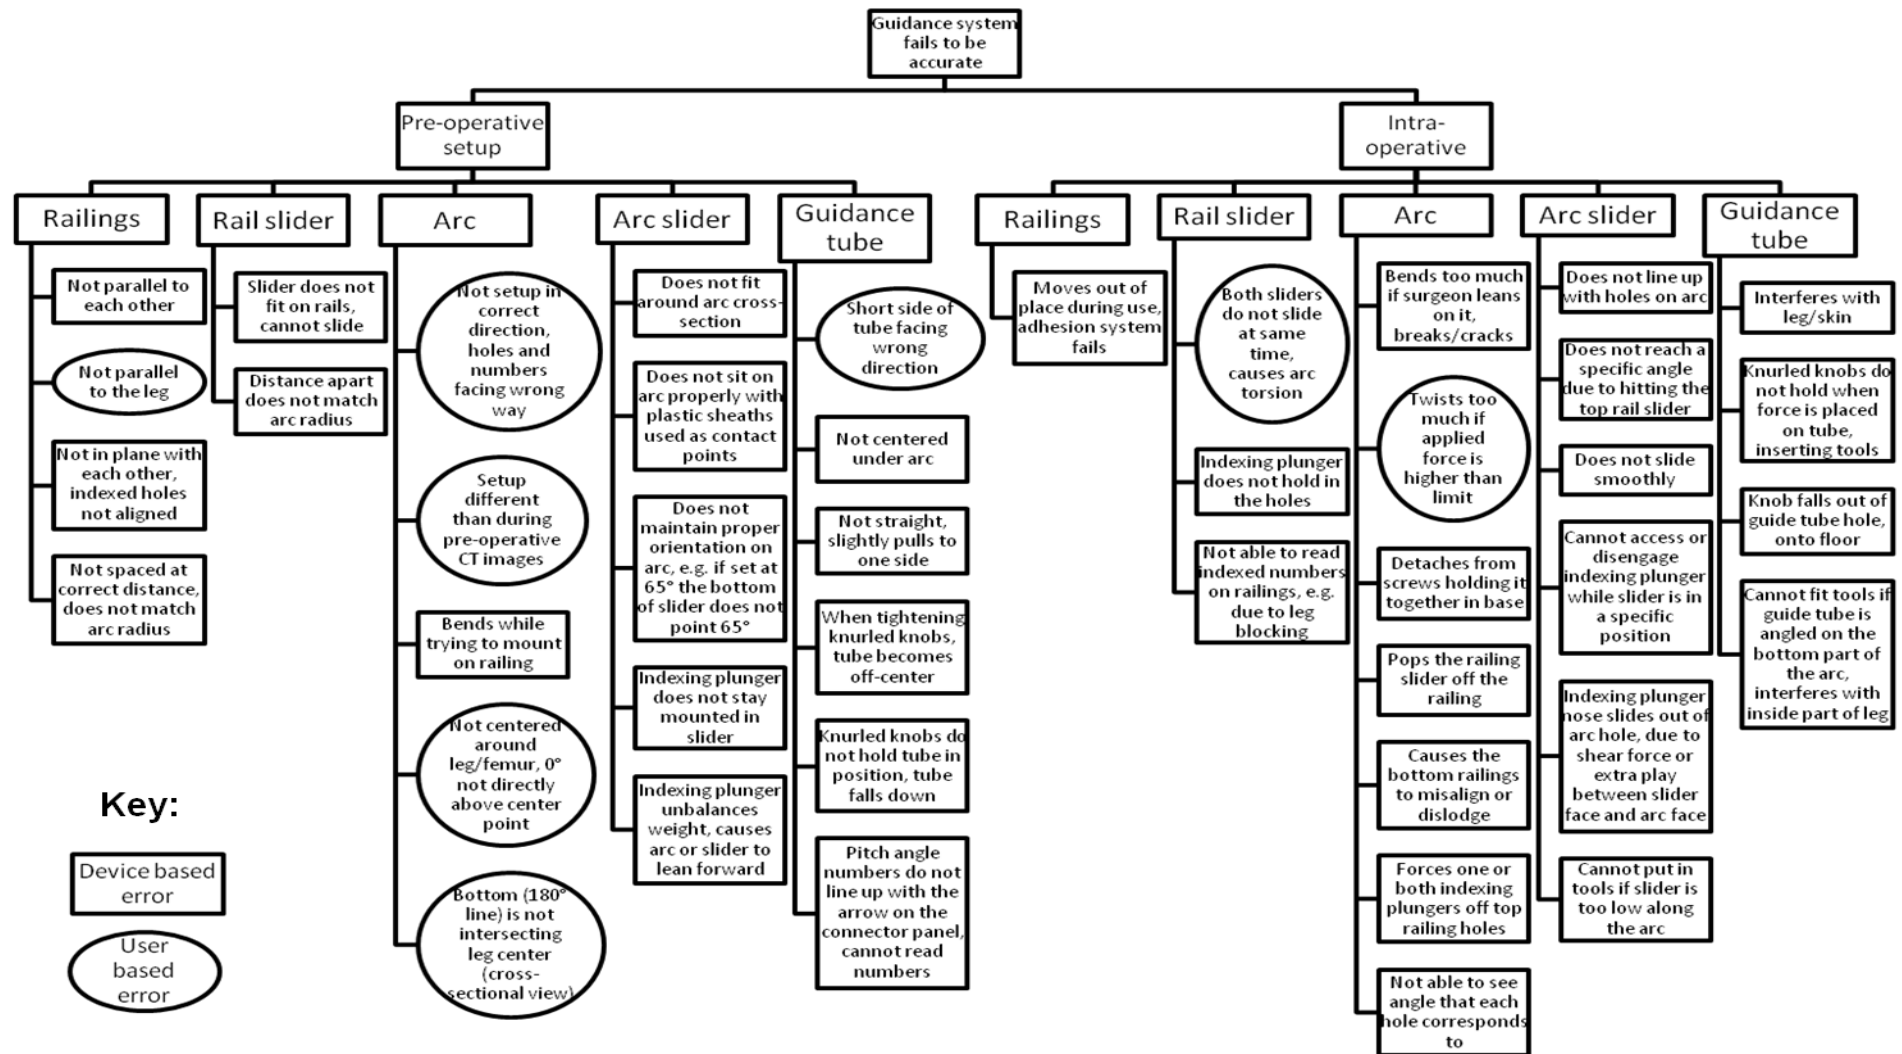 Guidance system
fails to be
accurate
Pre-operative
setup
Intra-
operative
Railings
Rail slider
Arc
Arc slider
Guidance
tube
Railings
Rail slider
Arc
Arc slider
Guidance
tube
Not parallel to
each other
Not parallel
to the leg
Not in plane with
each other,
indexed holes
not aligned
Not spaced at
correct distance,
does not match
arc radius
Slider does not
fit on rails,
cannot slide
Distance apart
does not match
arc radius
Not setup in
correct
direction,
holes and
numbers
facing wrong
way
Setup
different
than during
pre-operative
CT images
Bends while
trying to mount
on railing
Not centered
around
leg/femur, 0°
not directly
above center
point
Bottom (180°
line) is not
intersecting
leg center
(cross-
sectional view)
Does not fit
around arc cross-
section
Does not sit on
arc properly with
plastic sheaths
used as contact
points
Does not
maintain proper
orientation on
arc, e.g. if set at
65° the bottom
of slider does not
point 65°
Indexing plunger
does not stay
mounted in
slider
Indexing plunger
unbalances
weight, causes
arc or slider to
lean forward
Short side of
tube facing
wrong
direction
Not centered
under arc
Not straight,
slightly pulls to
one side
When tightening
knurled knobs,
tube becomes
off-center
Knurled knobs do
not hold tube in
position, tube
falls down
Pitch angle
numbers do not
line up with the
arrow on the
connector panel,
cannot read
numbers
Moves out of
place during use,
adhesion system
fails
Both sliders
do not slide
at same
time,
causes arc
torsion
Indexing plunger
does not hold in
the holes
Not able to read
indexed numbers
on railings, e.g.
due to leg
blocking
Bends too much
if surgeon leans
on it,
breaks/cracks
Twists too
much if
applied
force is
higher than
limit
Detaches from
screws holding it
together in base
Pops the railing
slider off the
railing
Causes the
bottom railings
to misalign or
dislodge
Forces one or
both indexing
plungers off top
railing holes
Not able to see
angle that each
hole corresponds
to
Does not line up
with holes on arc
Does not reach a
specific angle
due to hitting the
top rail slider
Does not slide
smoothly
Cannot access or
disengage
indexing plunger
while slider is in
a specific
position
Indexing plunger
nose slides out of
arc hole, due to
shear force or
extra play
between slider
face and arc face
Cannot put in
tools if slider is
too low along
the arc
Interferes with
leg/skin
Knurled knobs do
not hold when
force is placed
on tube,
inserting tools
Knob falls out of
guide tube hole,
onto floor
Cannot fit tools if
guide tube is
angled on the
bottom part of
the arc,
interferes with
inside part of leg
Key:
Device based
error
User
based
error